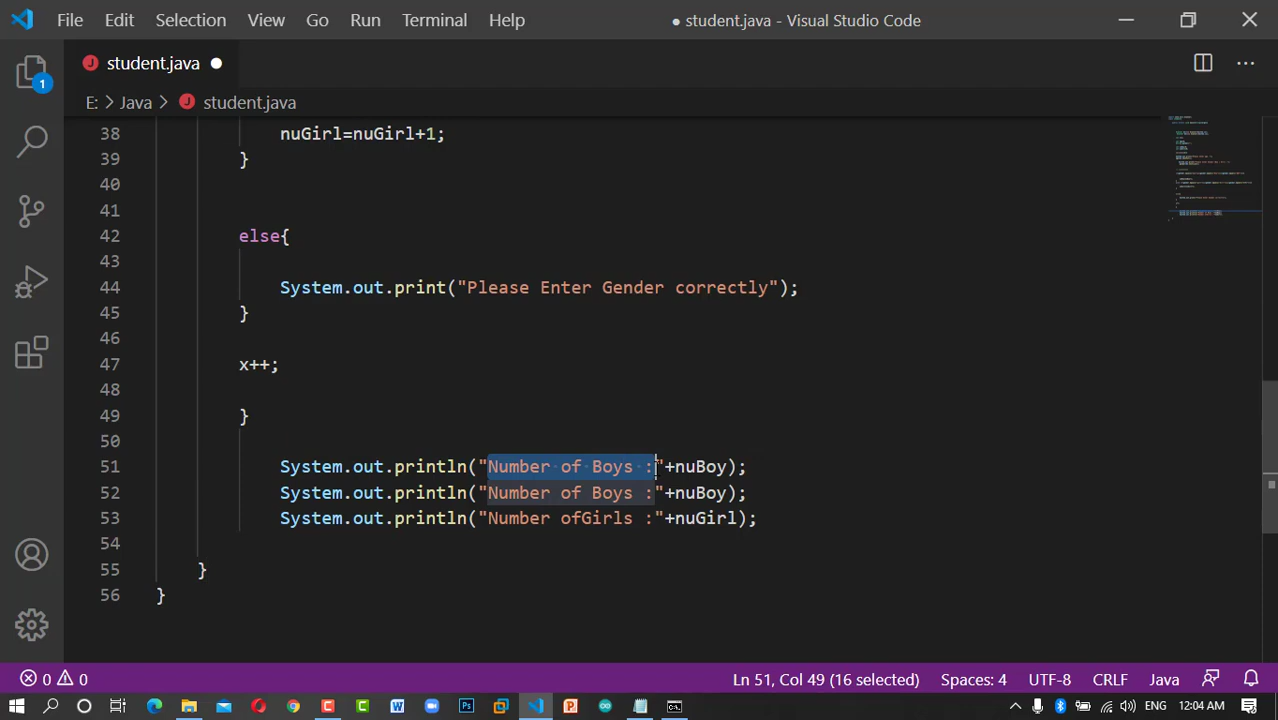 File Edit Selection View Go Run Terminal Help ● student.java - Visual Studio Code
J student.java ●
1
E: > Java > J student.java
38 nuGirl=nuGirl+1;
39 }
40
41
42 else{
43
44 System.out.print("Please Enter Gender correctly");
45 }
46
47 x++;
48
49 }
50
51 System.out.println("Number of Boys :"+nuBoy);
52 System.out.println("Number of Boys :"+nuBoy);
53 System.out.println("Number ofGirls :"+nuGirl);
54
55 }
56 }
0 0 Ln 51, Col 49 (16 selected) Spaces: 4 UTF-8 CRLF Java
12:04 AM